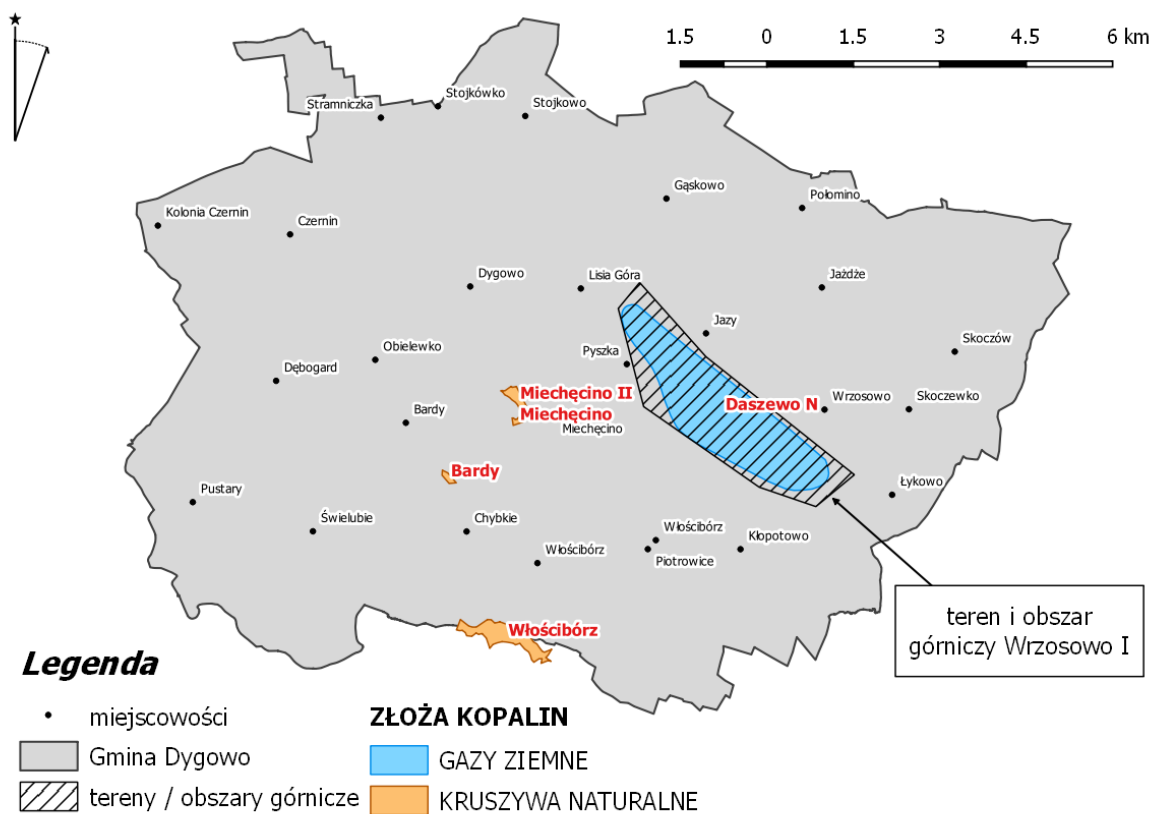 1.5 0 1.5 3 4.5 6 km
Stojkówko
Stramniczka
Stojkowo
Gąskowo
Połomino
Kolonia Czernin
Czernin
Dygowo
Lisia Góra
Jażdże
Jazy
Skoczów
Obielewko
Pyszka
Dębogard
Miechęcino II
Daszewo N
Wrzosowo
Skoczewko
Bardy
Miechęcino
Miechęcino
Bardy
Pustary
Łykowo
Świelubie
Chybkie
Włościbórz
Włościbórz
Kłopotowo
Piotrowice
teren i obszar
górniczy Wrzosowo I
Włościbórz
Legenda
miejscowości
Gmina Dygowo
tereny / obszary górnicze
ZŁOŻA KOPALIN
GAZY ZIEMNE
KRUSZYWA NATURALNE